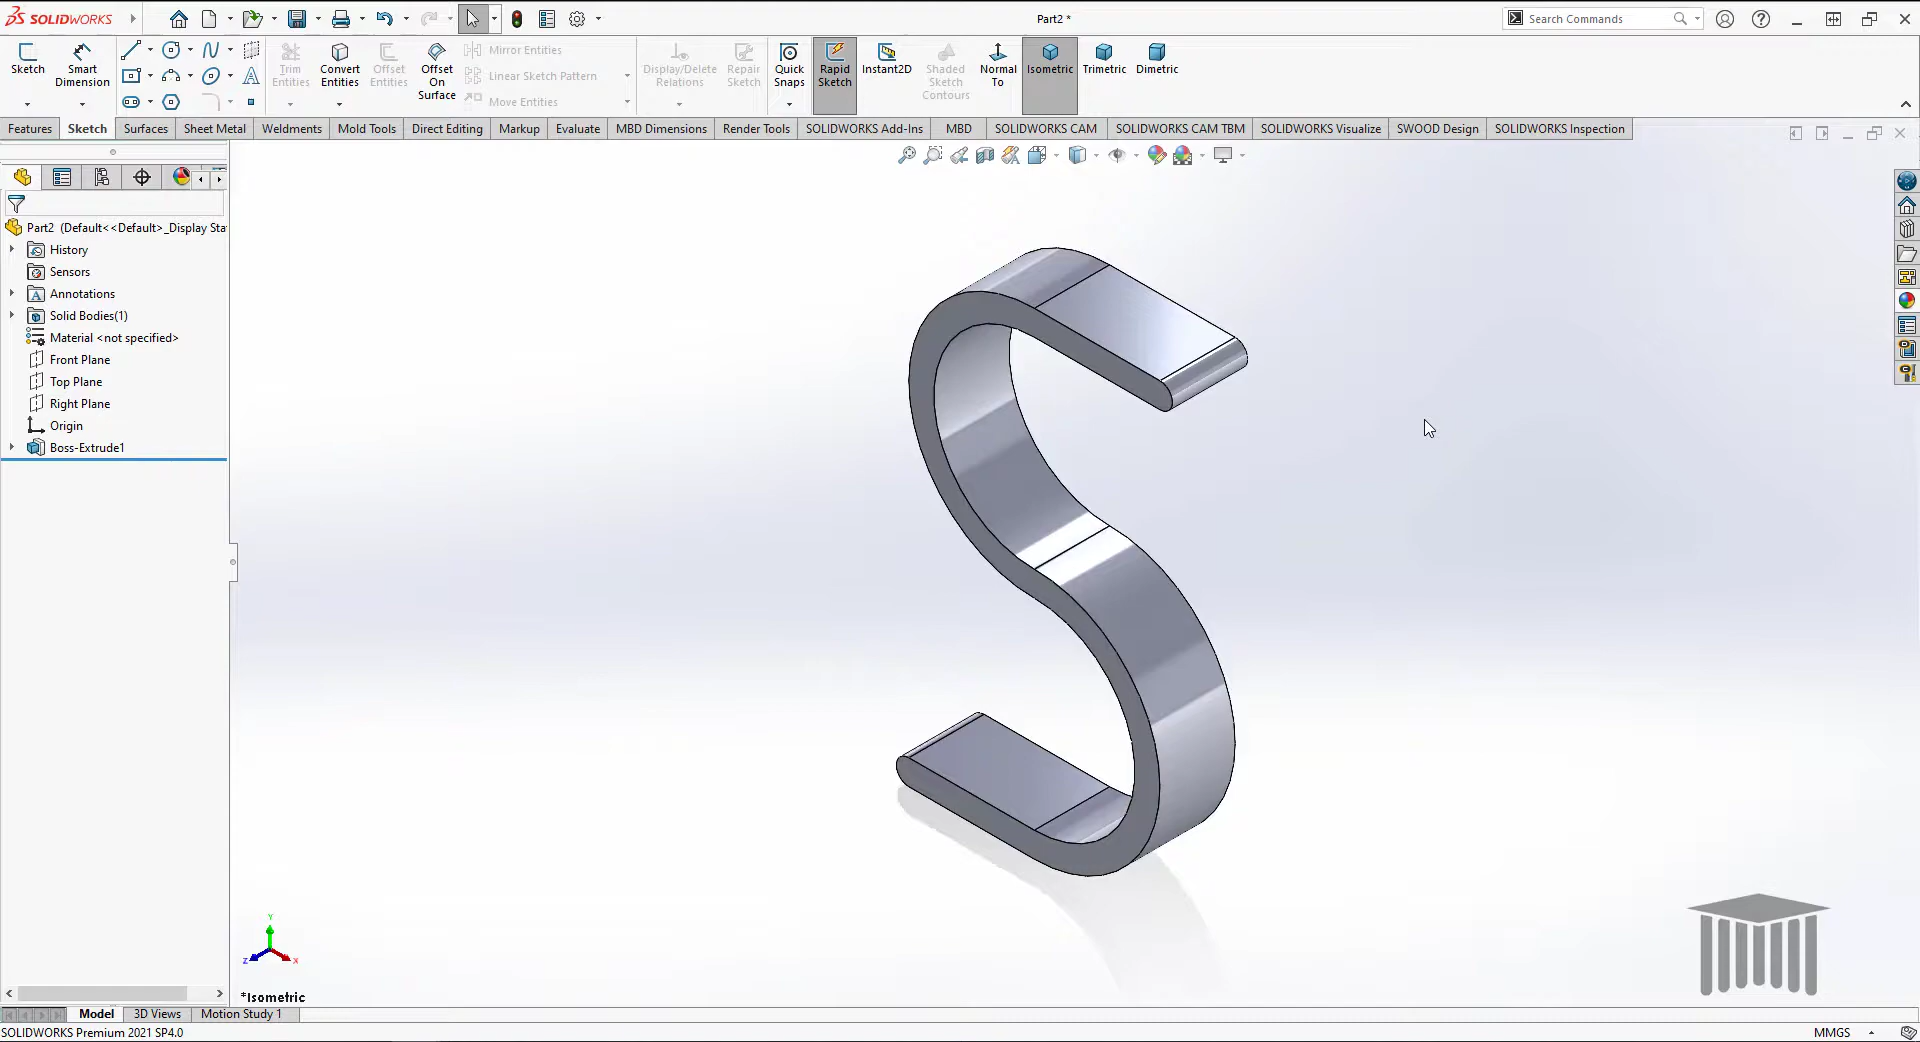 SOLIDWORKS
Part2 *
Search Commands
Sketch
Smart Dimension
Trim Entities
Convert Entities
Offset Entities
Offset On Surface
Mirror Entities
Linear Sketch Pattern
Move Entities
Display/Delete Relations
Repair Sketch
Quick Snaps
Rapid Sketch
Instant2D
Shaded Sketch Contours
Normal To
Isometric
Trimetric
Dimetric
Features
Sketch
Surfaces
Sheet Metal
Weldments
Mold Tools
Direct Editing
Markup
Evaluate
MBD Dimensions
Render Tools
SOLIDWORKS Add-Ins
MBD
SOLIDWORKS CAM
SOLIDWORKS CAM TBM
SOLIDWORKS Visualize
SWOOD Design
SOLIDWORKS Inspection
Part2 (Default<<Default>_Display Sta
History
Sensors
Annotations
Solid Bodies(1)
Material <not specified>
Front Plane
Top Plane
Right Plane
Origin
Boss-Extrude1
Y
Z
X
*Isometric
Model
3D Views
Motion Study 1
SOLIDWORKS Premium 2021 SP4.0
MMGS